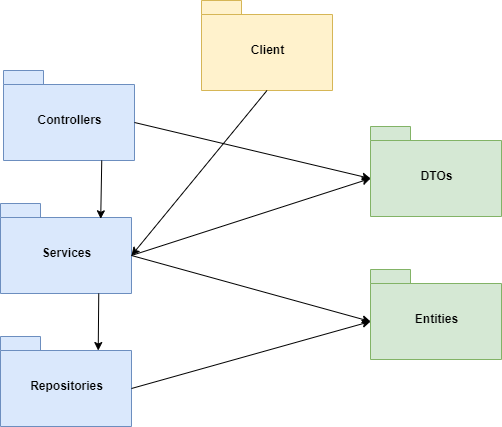 Client
Controllers
DTOs
Services
Entities
Repositories